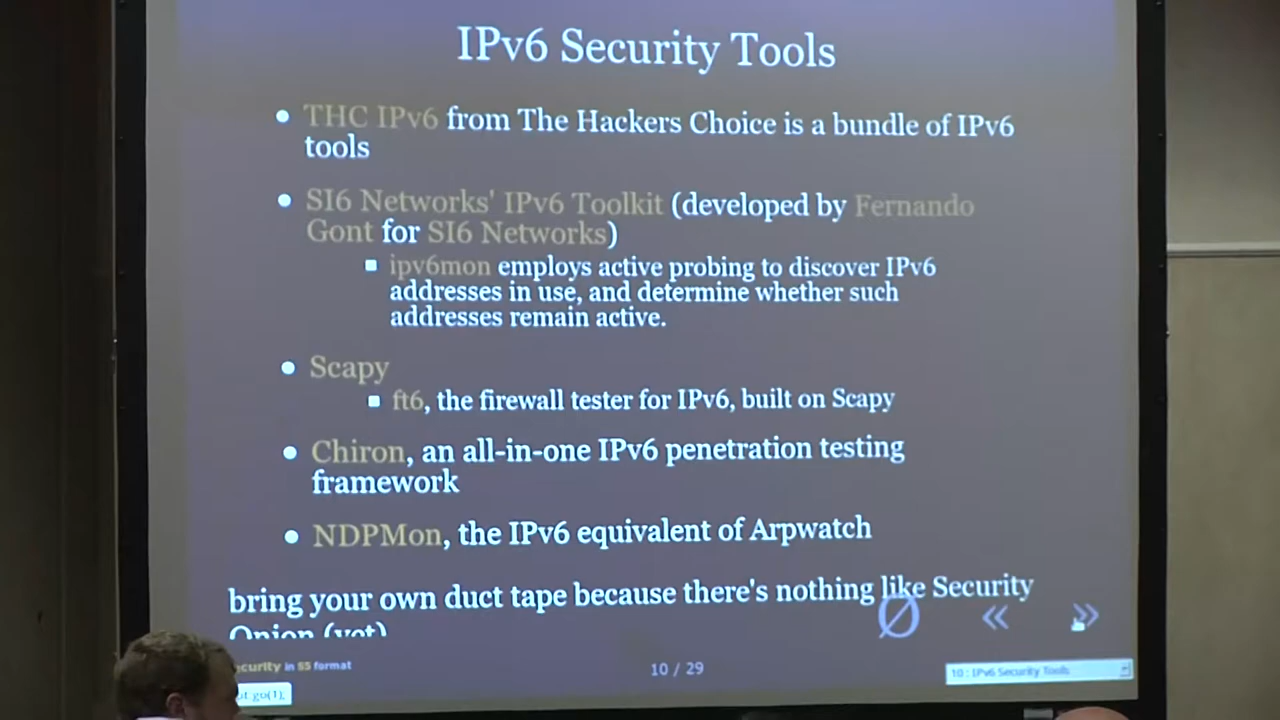 IPv6 Security Tools
THC IPv6 from The Hackers Choice is a bundle of IPv6
tools
SI6 Networks' IPv6 Toolkit (developed by Fernando
Gont for SI6 Networks)
ipv6mon employs active probing to discover IPv6
addresses in use, and determine whether such
addresses remain active.
Scapy
ft6, the firewall tester for IPv6, built on Scapy
Chiron, an all-in-one IPv6 penetration testing
framework
NDPMon, the IPv6 equivalent of Arpwatch
bring your own duct tape because there's nothing like Security
Onion (yet)
Ø « »
curity in S5 format
10 / 29
10 : IPv6 Security Tools
t go(1);